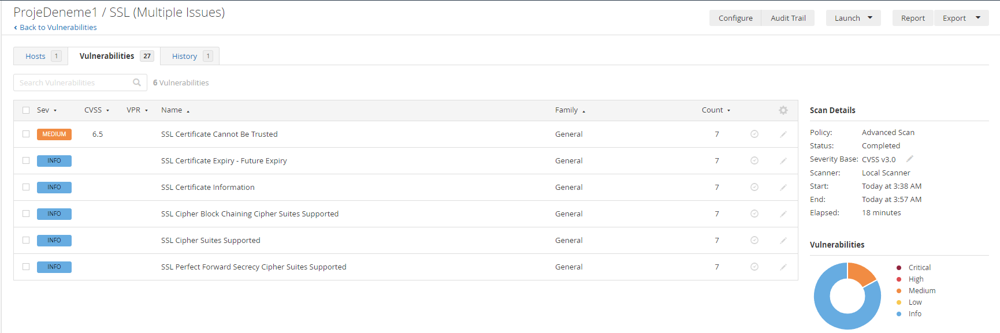 ProjeDeneme1 / SSL (Multiple Issues)
Back to Vulnerabilities
Configure Audit Trail Launch Report Export
Hosts 1 Vulnerabilities 27 History 1
Search Vulnerabilities 6 Vulnerabilities
Sev CVSS VPR Name Family Count
MEDIUM 6.5 SSL Certificate Cannot Be Trusted General 7
INFO SSL Certificate Expiry - Future Expiry General 7
INFO SSL Certificate Information General 7
INFO SSL Cipher Block Chaining Cipher Suites Supported General 7
INFO SSL Cipher Suites Supported General 7
INFO SSL Perfect Forward Secrecy Cipher Suites Supported General 7
Scan Details
Policy: Advanced Scan
Status: Completed
Severity Base: CVSS v3.0
Scanner: Local Scanner
Start: Today at 3:38 AM
End: Today at 3:57 AM
Elapsed: 18 minutes
Vulnerabilities
Critical
High
Medium
Low
Info